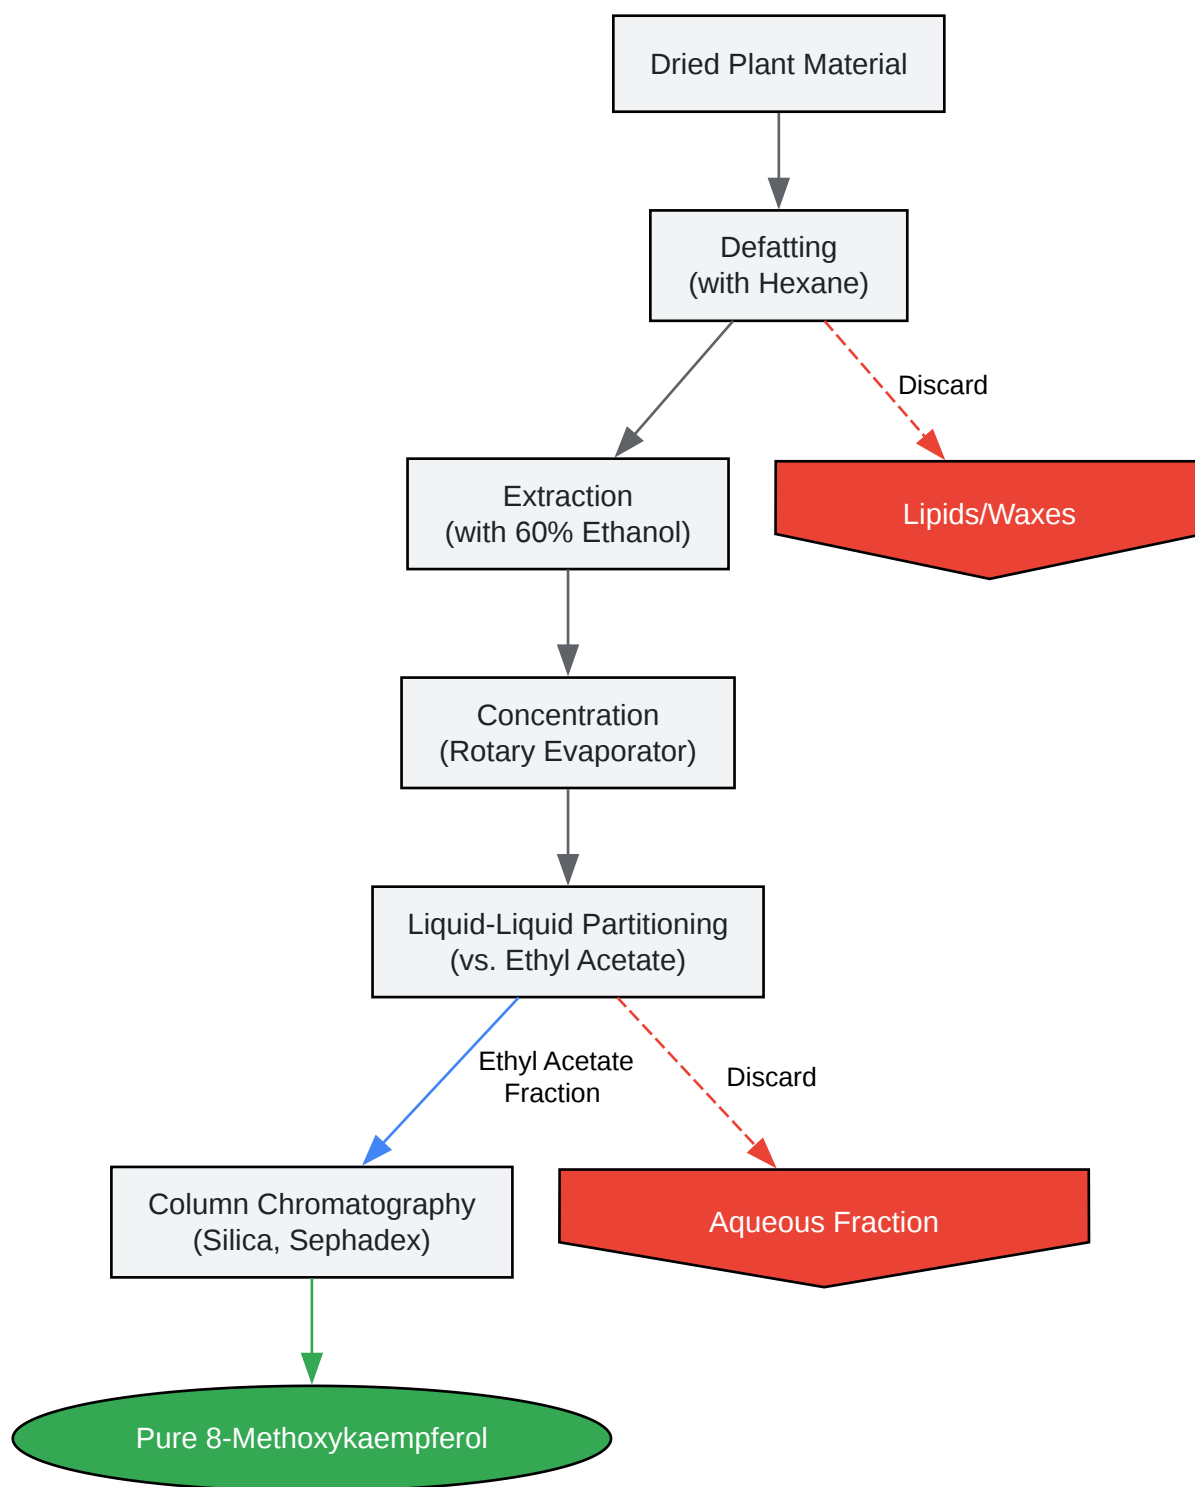 Dried Plant Material
Defatting
(with Hexane)
Discard
Extraction
(with 60% Ethanol)
Lipids/Waxes
Concentration
(Rotary Evaporator)
Liquid-Liquid Partitioning
(vs. Ethyl Acetate)
Ethyl Acetate
Fraction
Discard
Column Chromatography
(Silica, Sephadex)
Aqueous Fraction
Pure 8-Methoxykaempferol